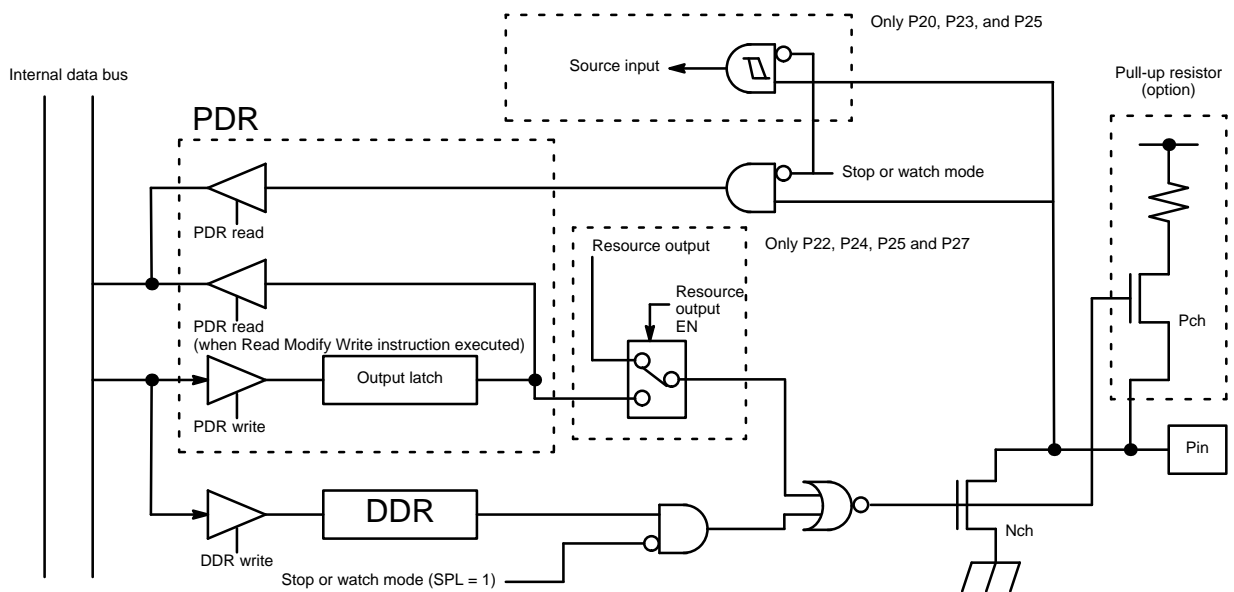 Only P20, P23, and P25
Source input
Internal data bus
Pull-up resistor
(option)
PDR
Stop or watch mode
PDR read
Resource output
Only P22, P24, P25 and P27
Resource
output
EN
PDR read
(when Read Modify Write instruction executed)
Pch
Output latch
PDR write
Pin
DDR
Nch
DDR write
Stop or watch mode (SPL = 1)